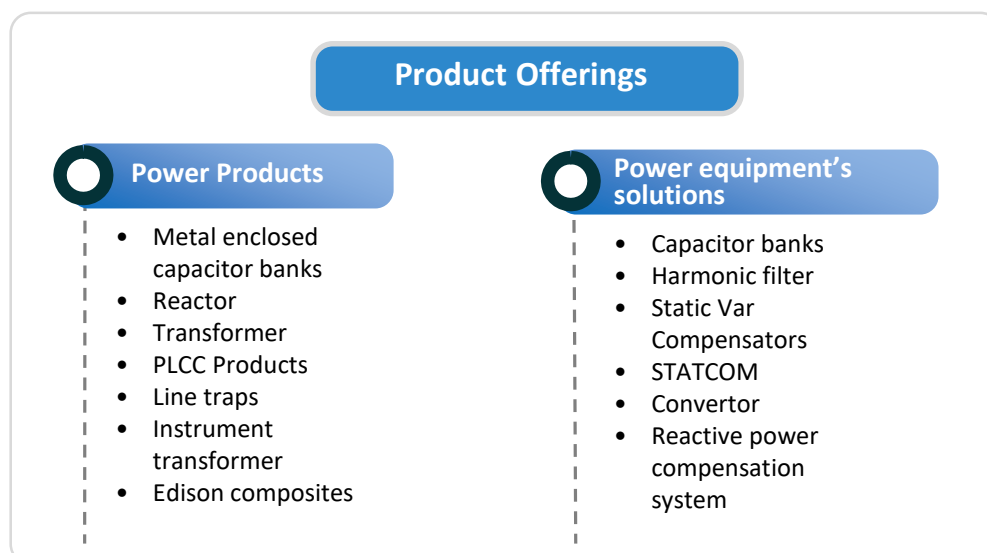 Product Offerings
Power Products
• Metal enclosed
capacitor banks
• Reactor
• Transformer
• PLCC Products
• Line traps
• Instrument
transformer
• Edison composites
Power equipment’s
solutions
• Capacitor banks
• Harmonic filter
• Static Var
Compensators
• STATCOM
• Convertor
• Reactive power
compensation
system